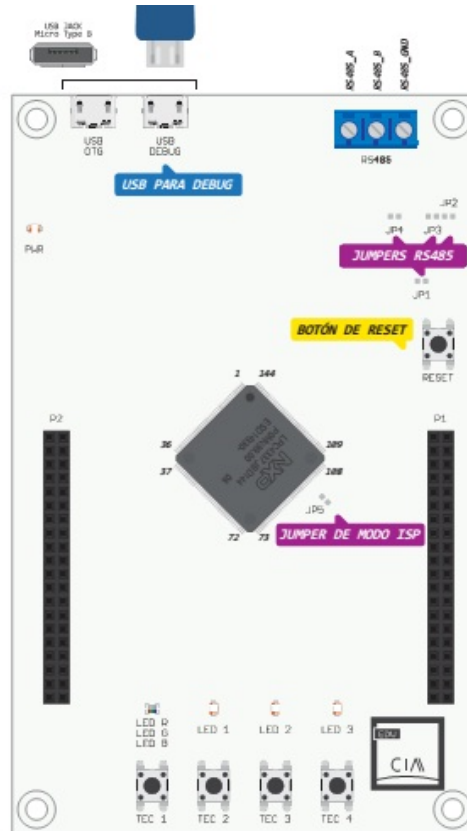 USB JACK
Micro Type B
RS485_A
RS485_B
RS485_GND
USB
OTG
USB
DEBUG
RS485
USB PARA DEBUG
JP2
JP4
JP3
PWR
JUMPERS RS485
JP1
BOTÓN DE RESET
RESET
1
144
P2
P1
36
109
37
108
NXP
JP5
72
73
JUMPER DE MODO ISP
LED R
LED G
LED B
LED 1
LED 2
LED 3
EDU
CIAA
TEC 1
TEC 2
TEC 3
TEC 4